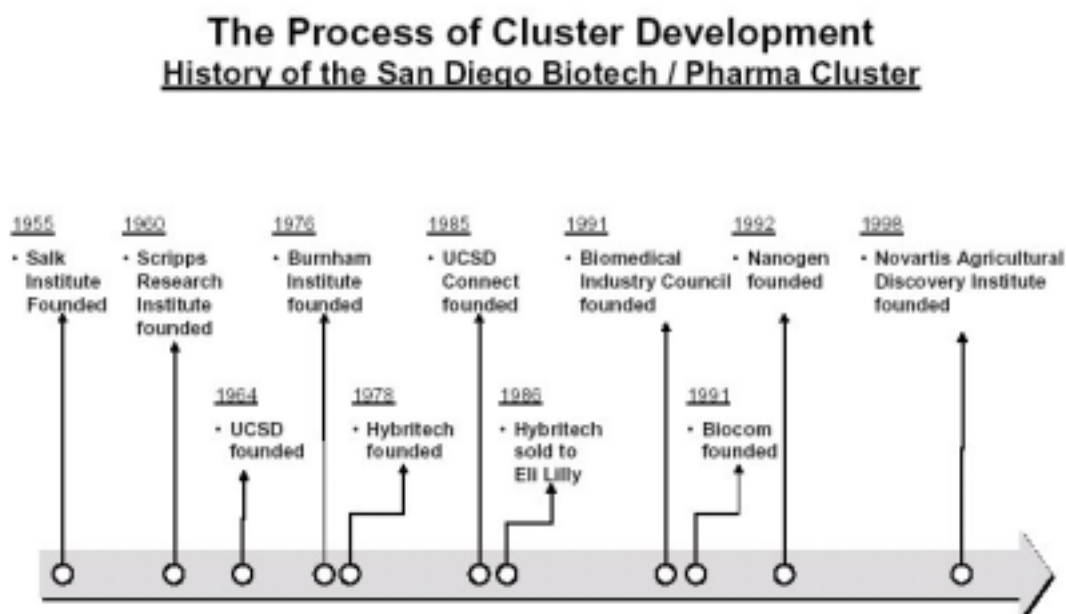 The Process of Cluster Development
History of the San Diego Biotech / Pharma Cluster
1955
• Salk
Institute
Founded
1960
• Scripps
Research
Institute
founded
1964
• UCSD
founded
1976
• Burnham
Institute
founded
1978
• Hybritech
founded
1985
• UCSD
Connect
founded
1986
• Hybritech
sold to
Eli Lilly
1991
• Biomedical
Industry Council
founded
1991
• Biocom
founded
1992
• Nanogen
founded
1998
• Novartis Agricultural
Discovery Institute
founded